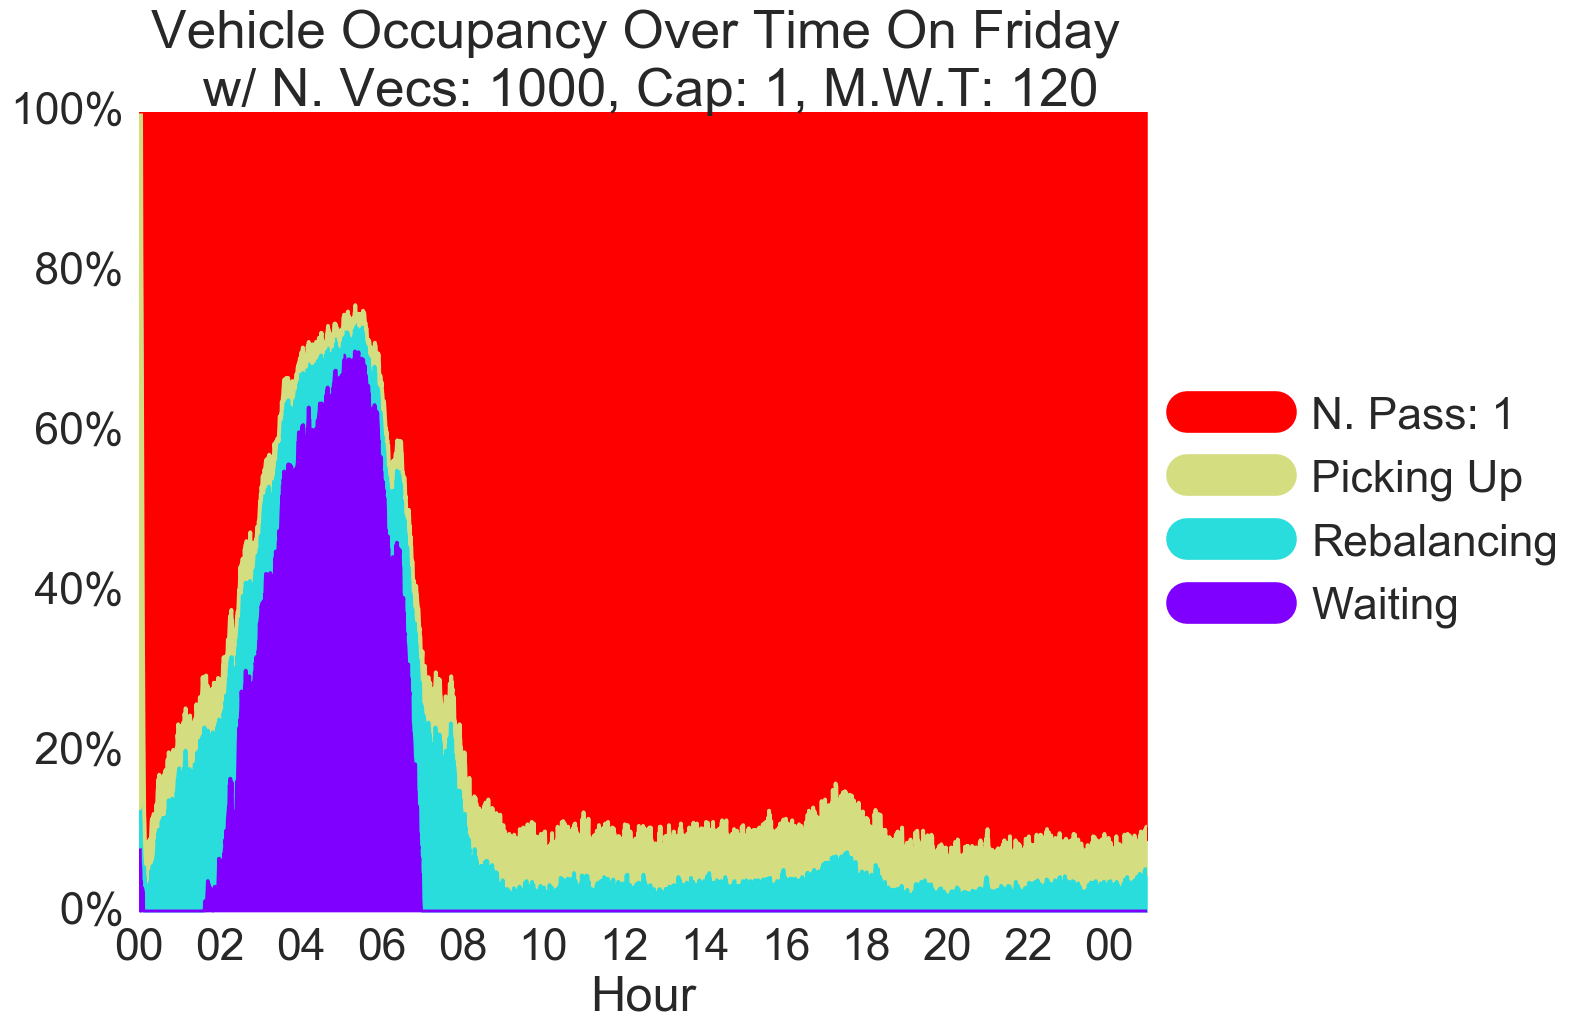 Vehicle Occupancy Over Time On Friday
w/ N. Vecs: 1000, Cap: 1, M.W.T: 120
100%
80%
60%
40%
20%
0%
00 02 04 06 08 10 12 14 16 18 20 22 00
Hour
N. Pass: 1
Picking Up
Rebalancing
Waiting